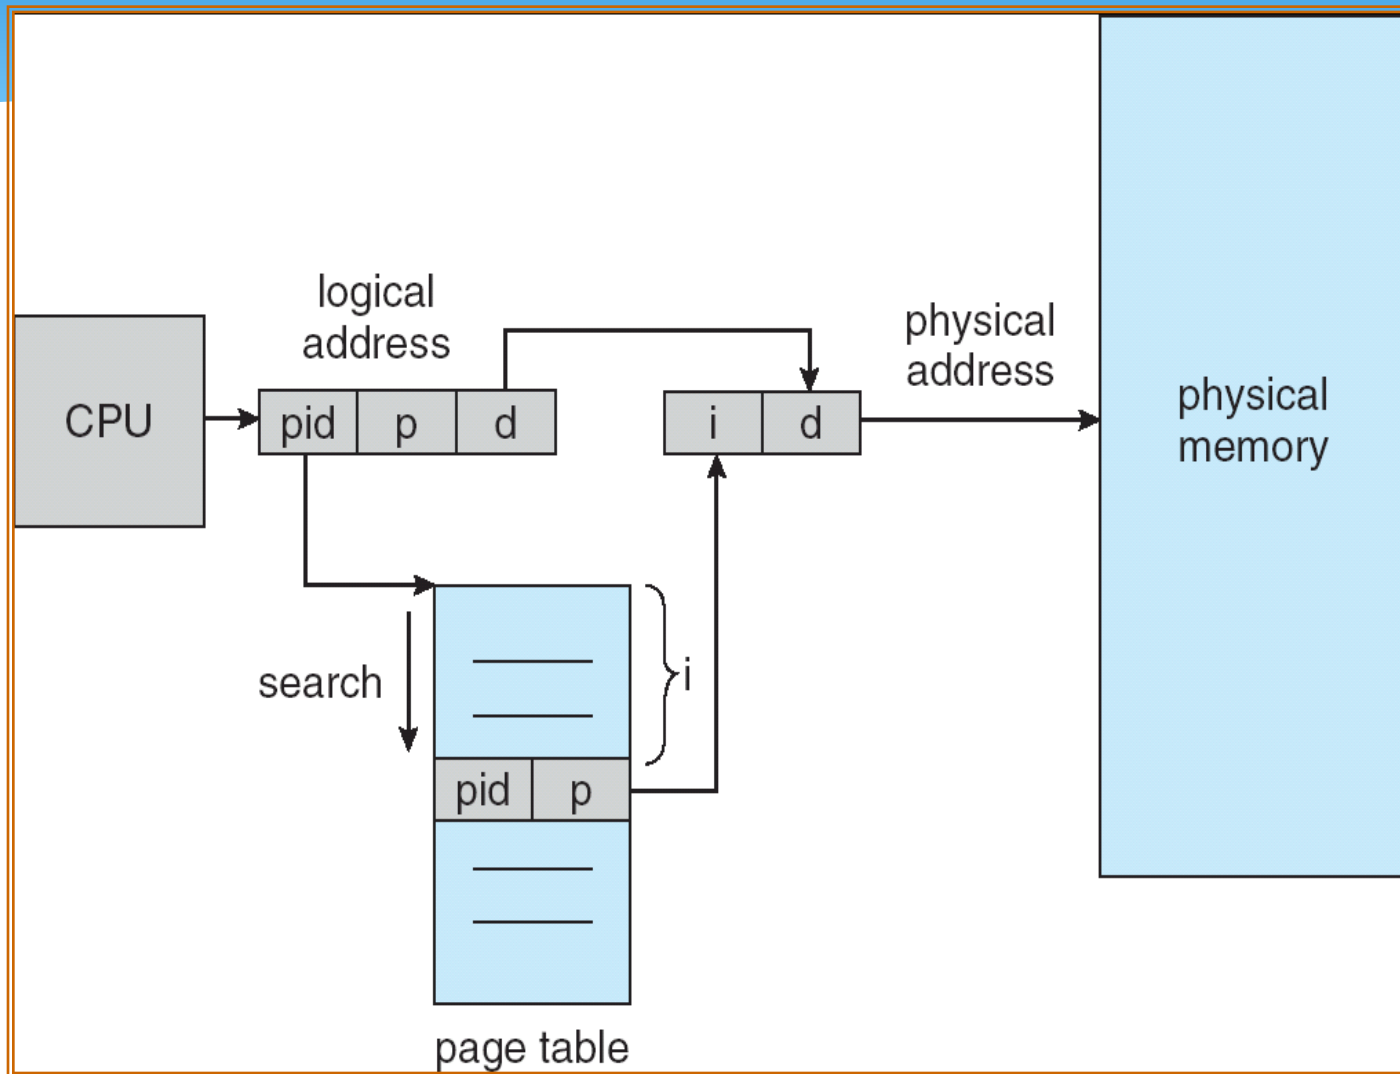 logical
address
physical
address
CPU
pid p d
i d
physical
memory
search
i
pid p
page table